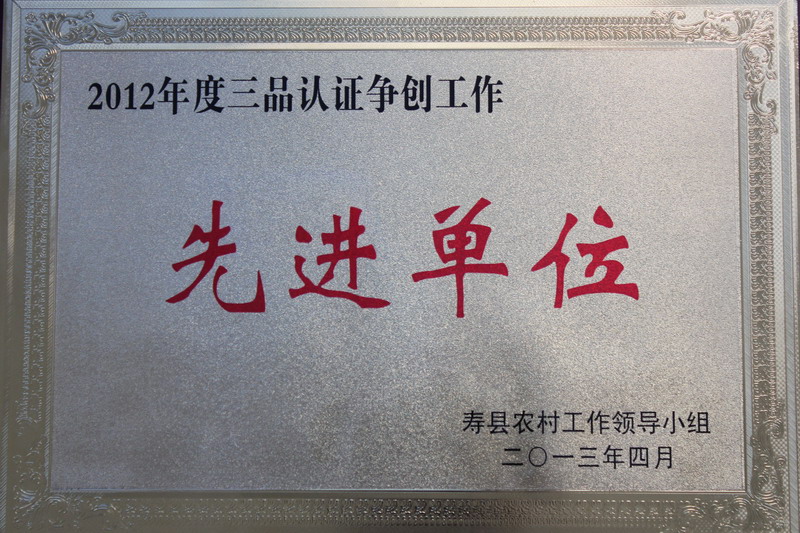 2012年度三品认证争创工作
先进单位
寿县农村工作领导小组
二〇一三年四月